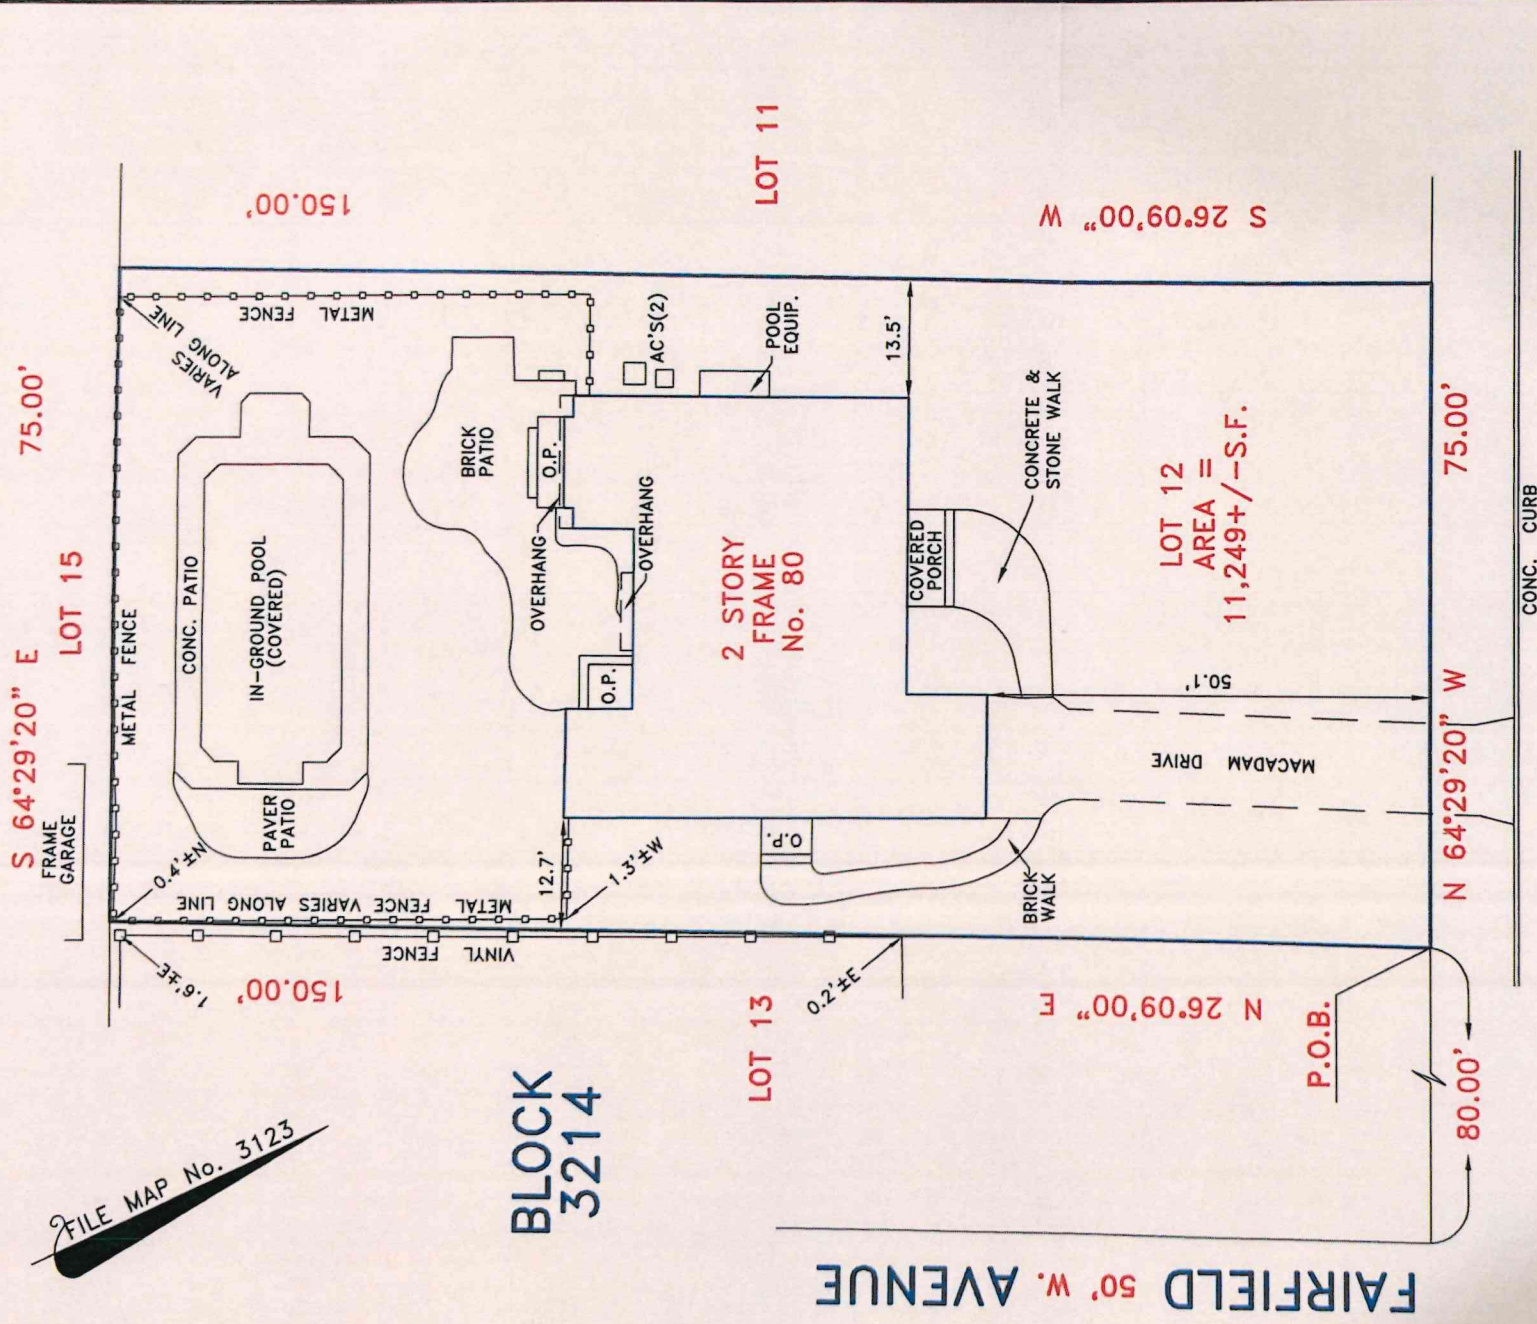 S 64°29'20" E
75.00'
LOT 15
FRAME
GARAGE
METAL FENCE
VARIES
ALONG LINE
METAL FENCE
150.00'
LOT 11
S 26°09'00" W
CONC. PATIO
IN-GROUND POOL
(COVERED)
PAVER
PATIO
0.4'±N
METAL FENCE VARIES ALONG LINE
VINYL FENCE
1.6'±E
150.00'
BRICK
PATIO
O.P.
OVERHANG
OVERHANG
O.P.
AC'S(2)
POOL
EQUIP.
13.5'
12.7'
1.3'±W
2 STORY
FRAME
No. 80
O.P.
COVERED
PORCH
CONCRETE &
STONE WALK
BRICK
WALK
LOT 12
AREA =
11,249+/-S.F.
50.1'
MACADAM DRIVE
LOT 13
0.2'±E
N 26°09'00" E
P.O.B.
N 64°29'20" W
75.00'
80.00'
CONC. CURB
BLOCK
3214
FILE MAP No. 3123
FAIRFIELD 50' W. AVENUE